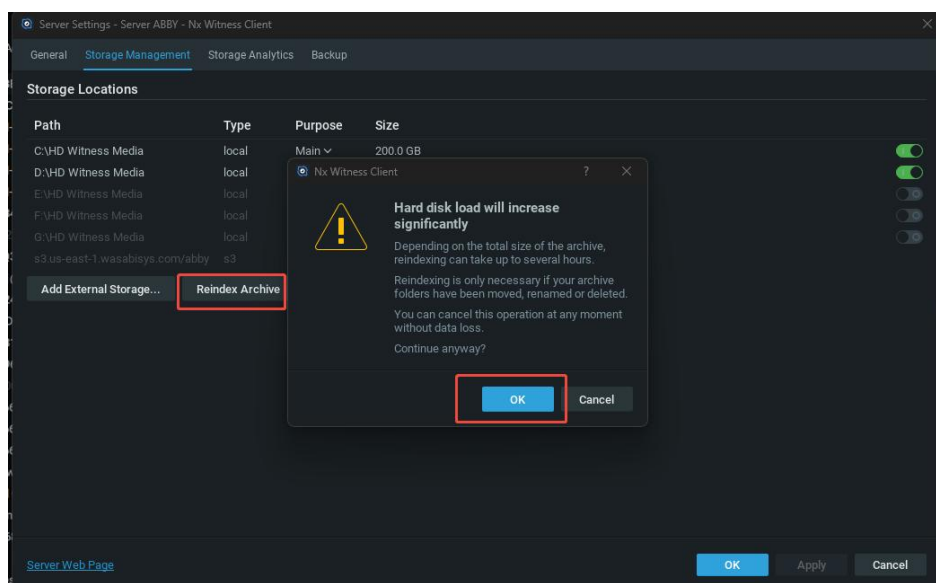 Server Settings - Server ABBY - Nx Witness Client
General Storage Management Storage Analytics Backup
Storage Locations
Path Type Purpose Size
C:\HD Witness Media local Main 200.0 GB
D:\HD Witness Media local
E:\HD Witness Media local
F:\HD Witness Media local
G:\HD Witness Media local
s3.us-east-1.wasabisys.com/abby s3
Add External Storage... Reindex Archive
Nx Witness Client ?
Hard disk load will increase
significantly
Depending on the total size of the archive,
reindexing can take up to several hours.
Reindexing is only necessary if your archive
folders have been moved, renamed or deleted.
You can cancel this operation at any moment
without data loss.
Continue anyway?
OK Cancel
Server Web Page OK Apply Cancel